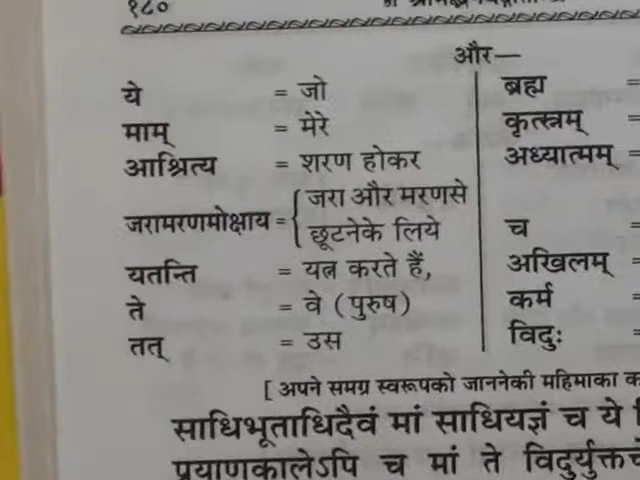 १८०
और—
ये = जो
माम् = मेरे
आश्रित्य = शरण होकर
जरामरणमोक्षाय = { जरा और मरणसे
छूटनेके लिये
यतन्ति = यत्न करते हैं,
ते = वे (पुरुष)
तत् = उस
ब्रह्म =
कृत्स्नम् =
अध्यात्मम् =
च =
अखिलम् =
कर्म =
विदुः =
[ अपने समग्र स्वरूपको जाननेकी महिमाका
साधिभूताधिदैवं मां साधियज्ञं च ये
प्रयाणकालेऽपि च मां ते